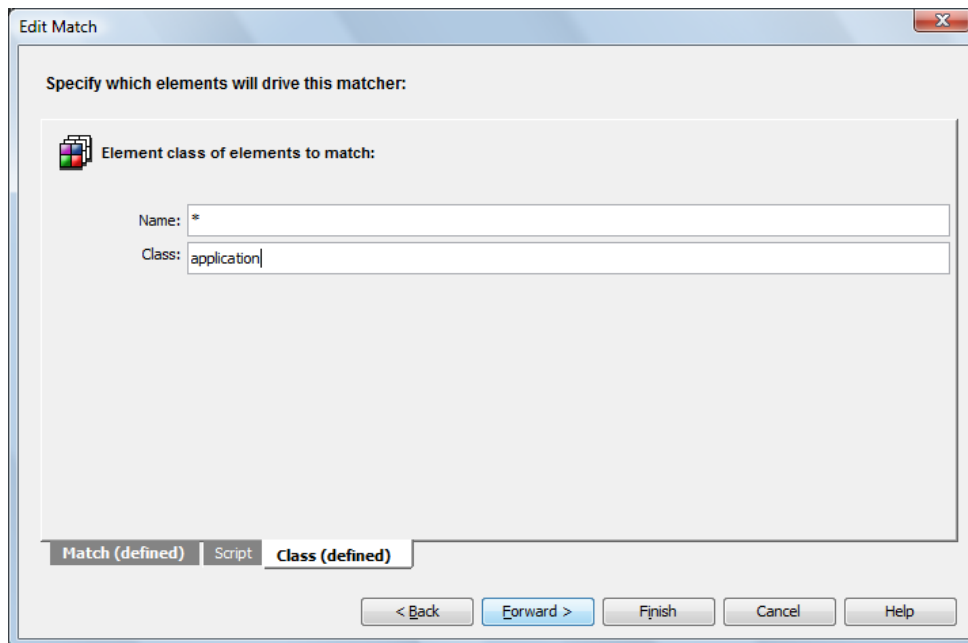 Edit Match
Specify which elements will drive this matcher:
Element class of elements to match:
Name: *
Class: application
Match (defined) Script Class (defined)
< Back Forward > Finish Cancel Help